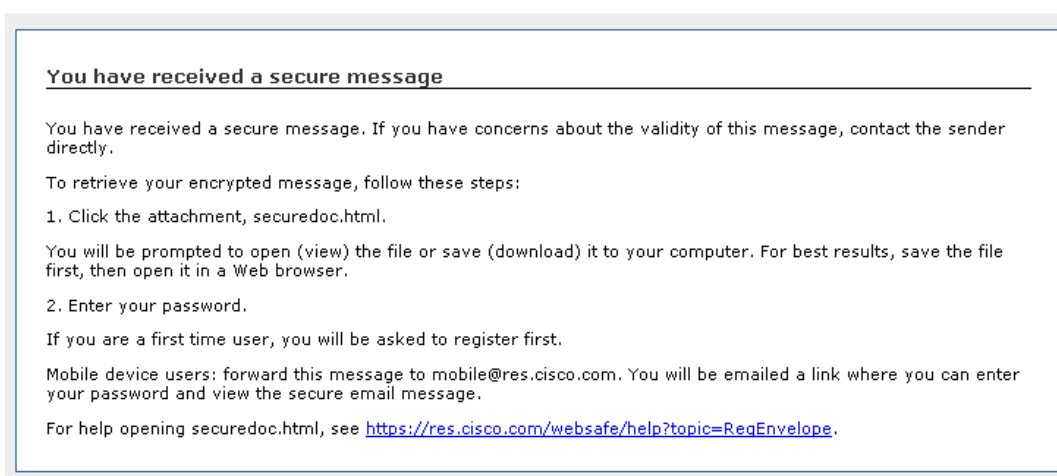 You have received a secure message
You have received a secure message. If you have concerns about the validity of this message, contact the sender
directly.
To retrieve your encrypted message, follow these steps:
1. Click the attachment, securedoc.html.
You will be prompted to open (view) the file or save (download) it to your computer. For best results, save the file
first, then open it in a Web browser.
2. Enter your password.
If you are a first time user, you will be asked to register first.
Mobile device users: forward this message to mobile@res.cisco.com. You will be emailed a link where you can enter
your password and view the secure email message.
For help opening securedoc.html, see https://res.cisco.com/websafe/help?topic=RegEnvelope.